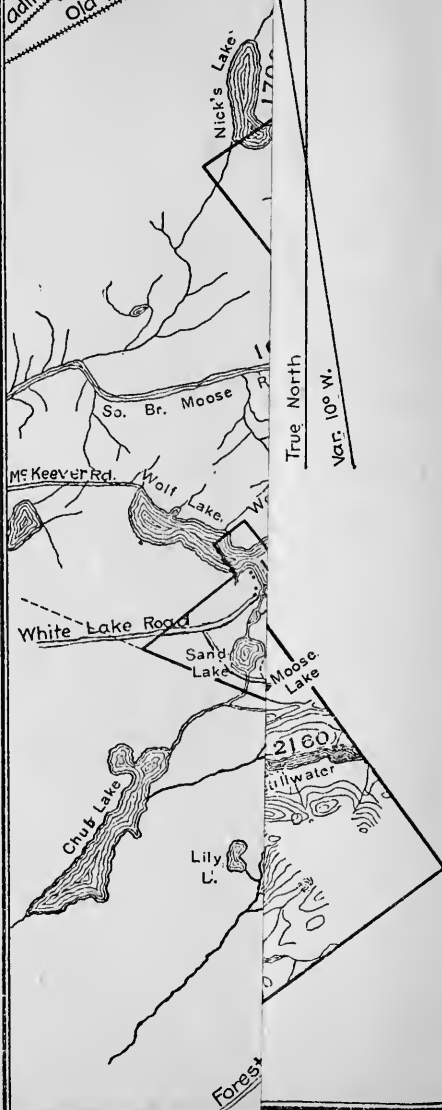 Old
Nick's Lake
170
So. Br. Moose R
True North
Var. 10° W.
McKeever Rd.
Wolf Lake
White Lake Road
Sand
Lake
Moose
Lake
2160
illwater
Chub Lake
Lily
L.
Forest